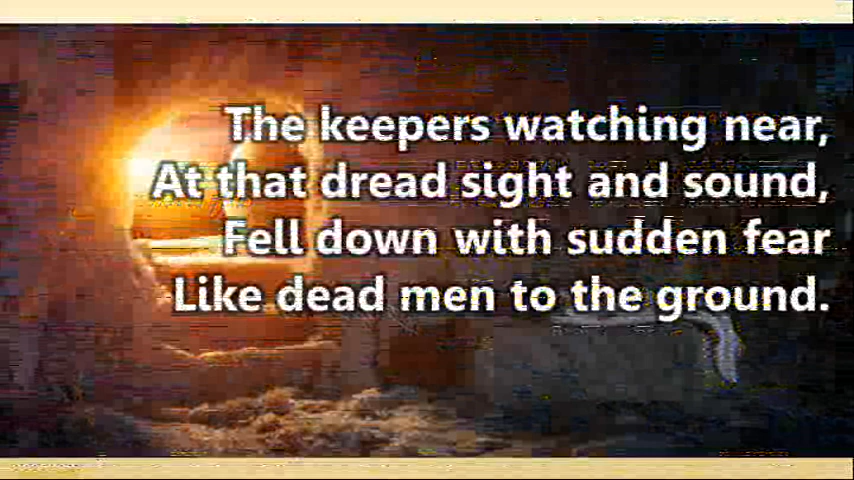 The keepers watching near,
At that dread sight and sound,
Fell down with sudden fear
Like dead men to the ground.